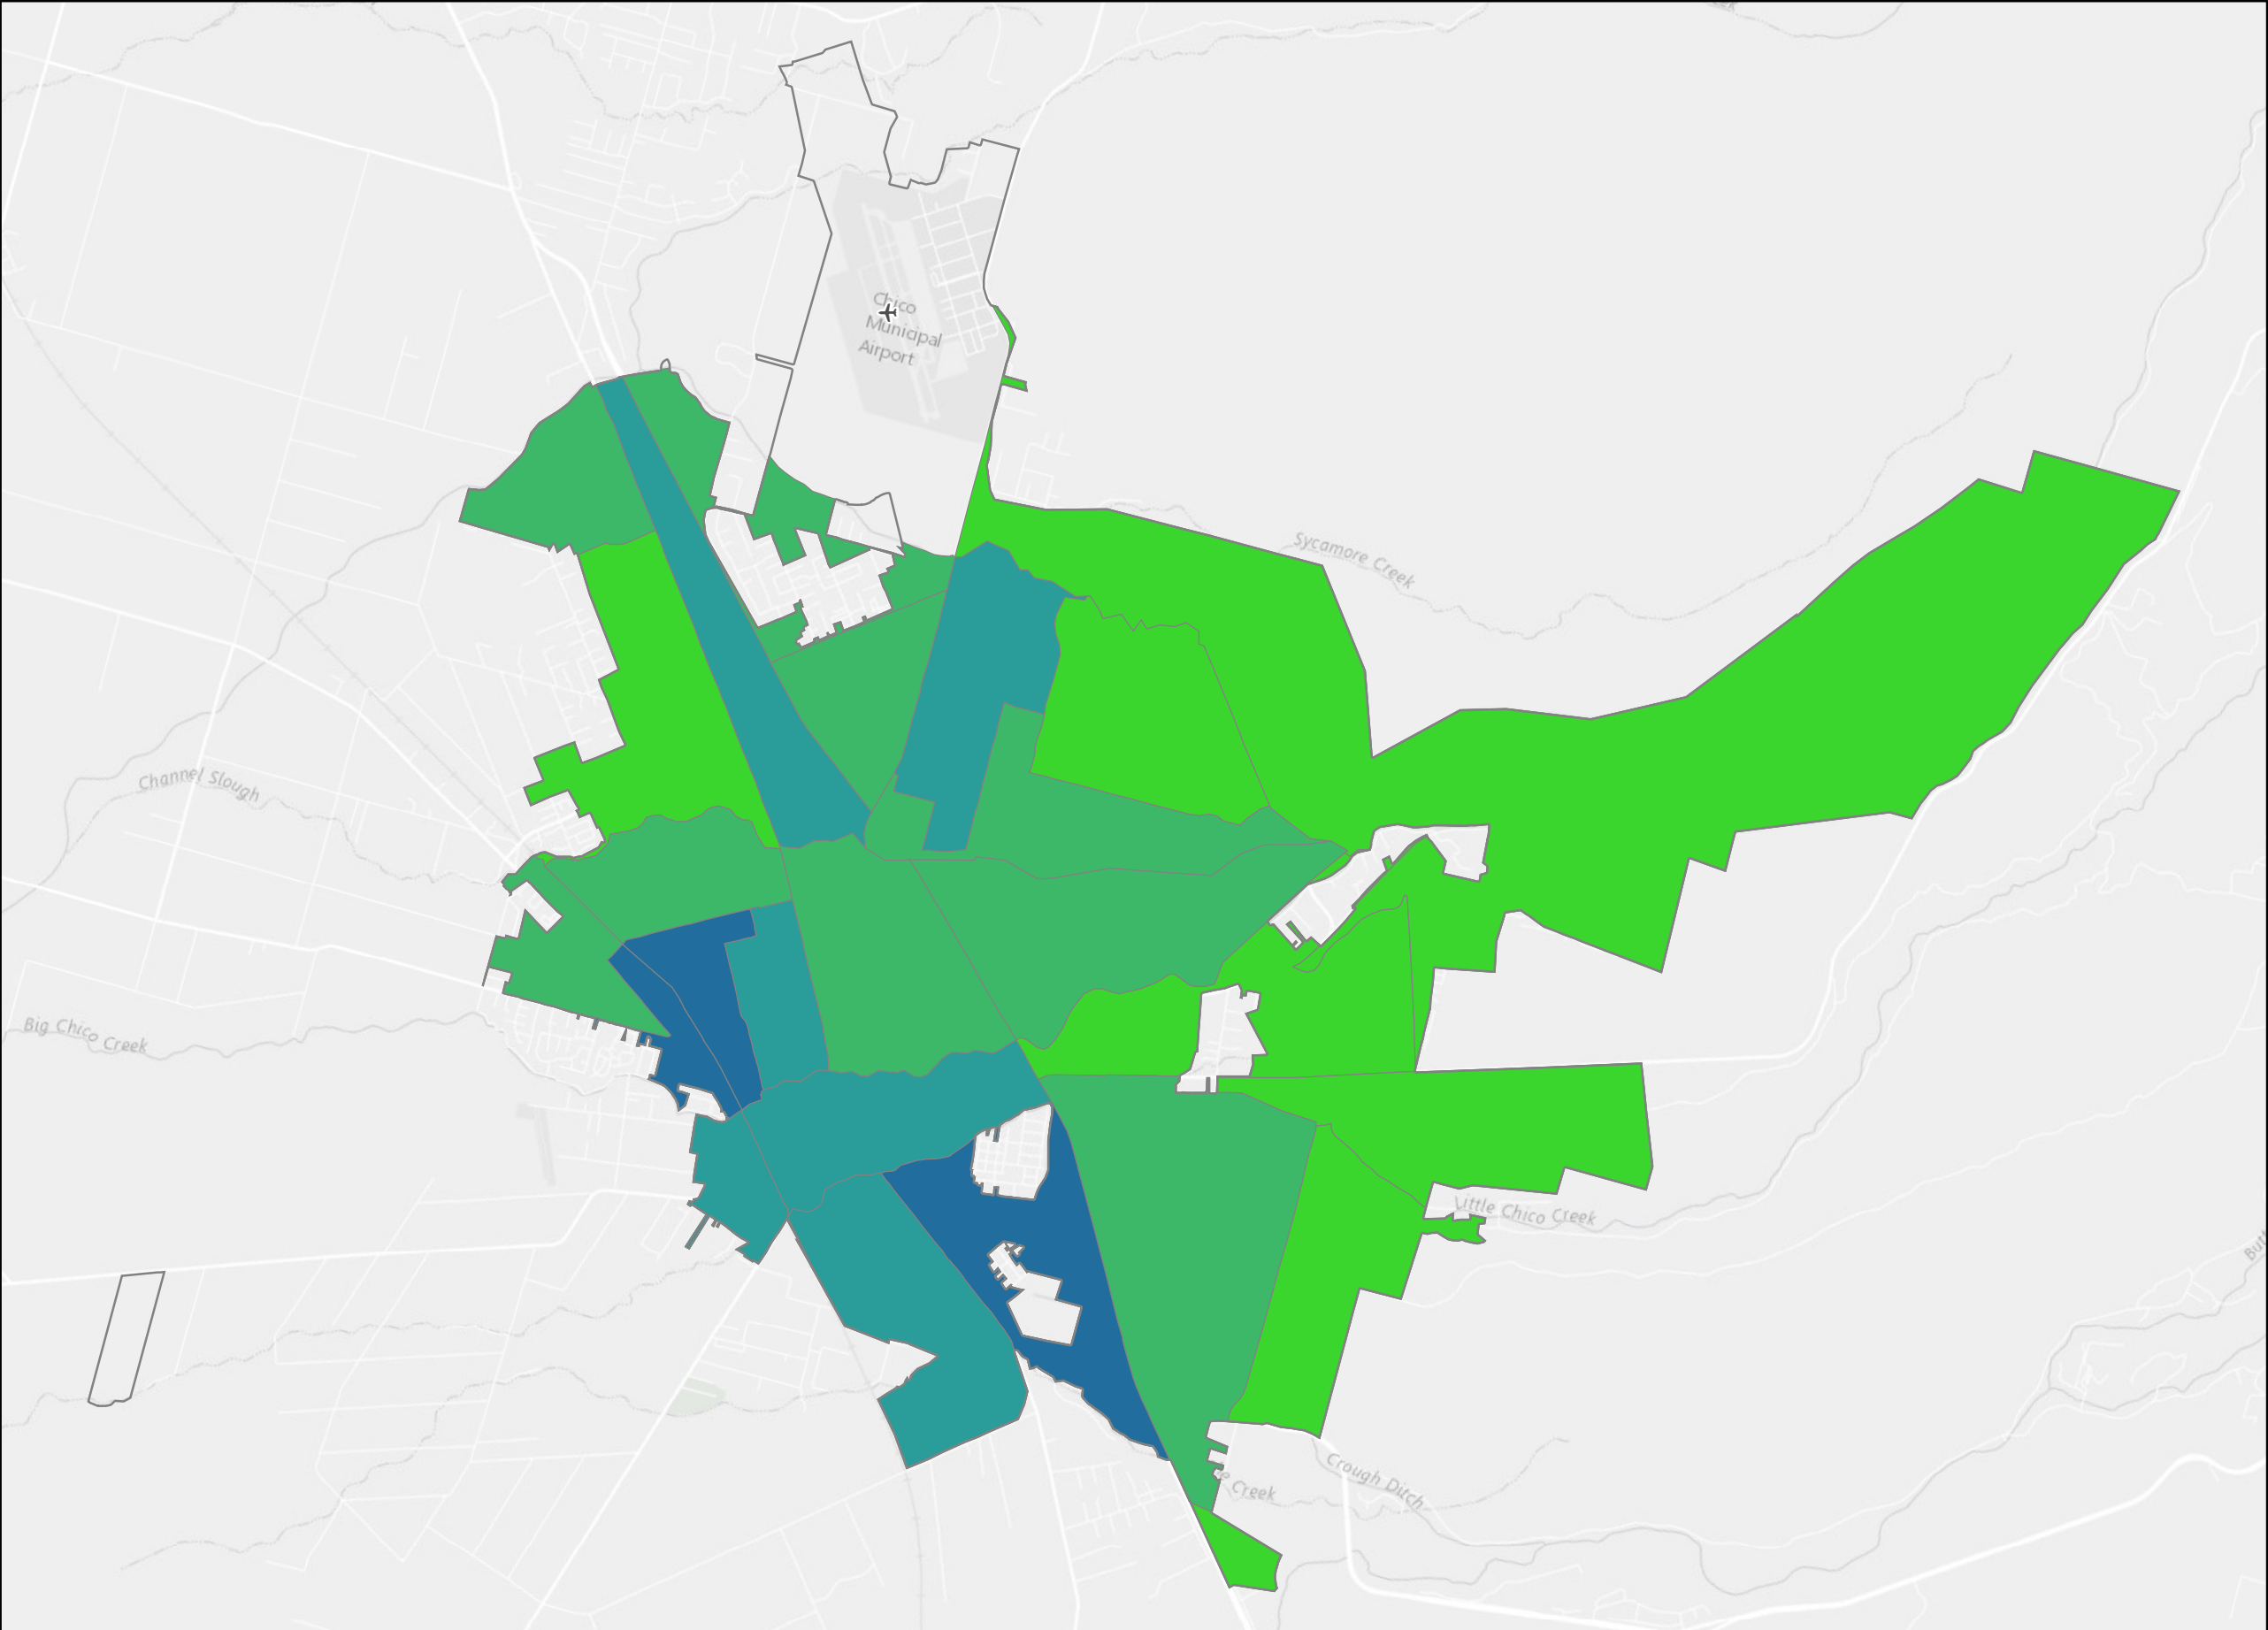 Chico
Municipal
Airport
Sycamore Creek
Channel Slough
Big Chico Creek
Little Chico Creek
Crough Ditch
Creek